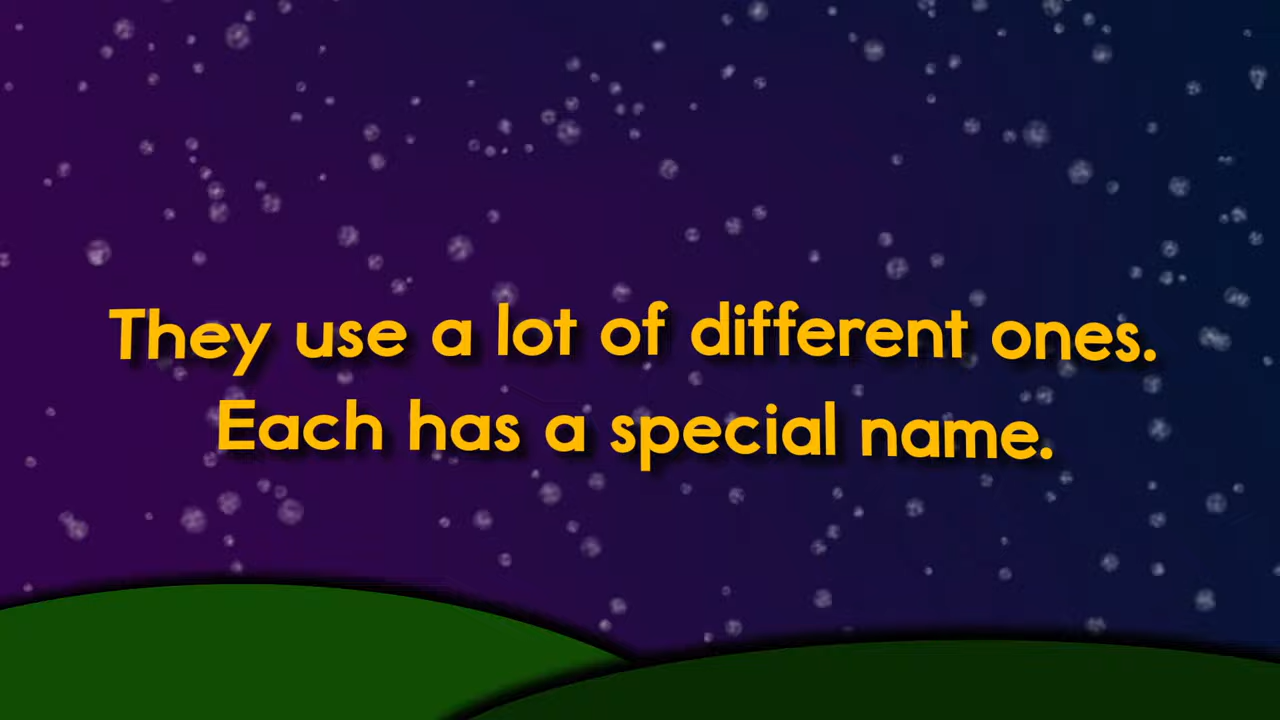 They use a lot of different ones.
Each has a special name.